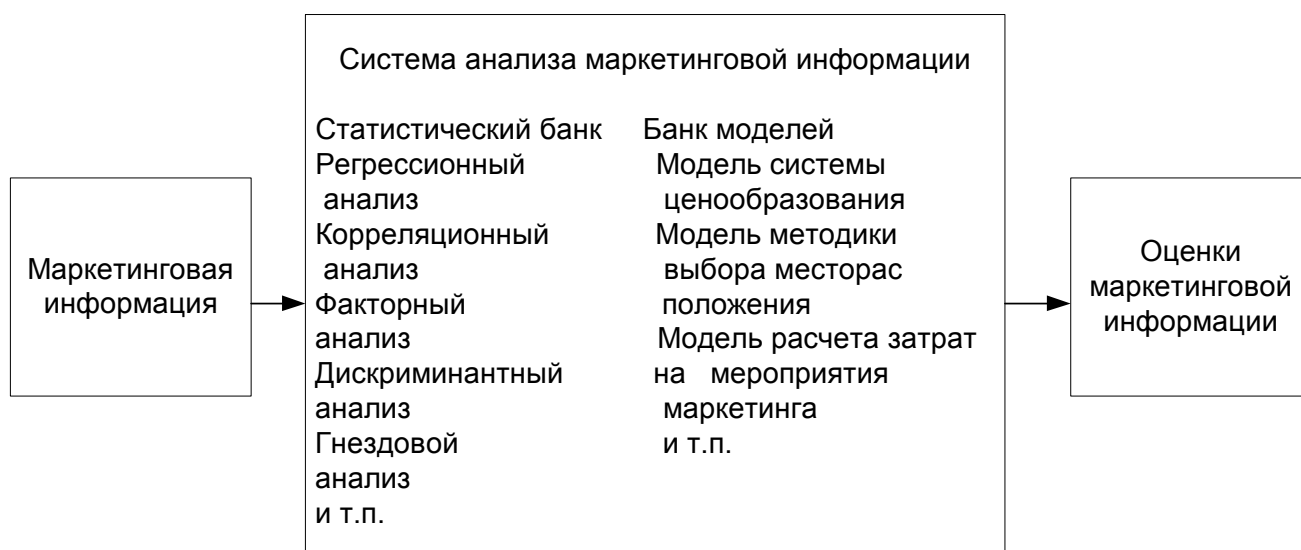 Система анализа маркетинговой информации
Маркетинговая
информация
Статистический банк
Регрессионный
анализ
Корреляционный
анализ
Факторный
анализ
Дискриминантный
анализ
Гнездовой
анализ
и т.п.
Банк моделей
Модель системы
ценообразования
Модель методики
выбора месторас
положения
Модель расчета затрат
на мероприятия
маркетинга
и т.п.
Оценки
маркетинговой
информации